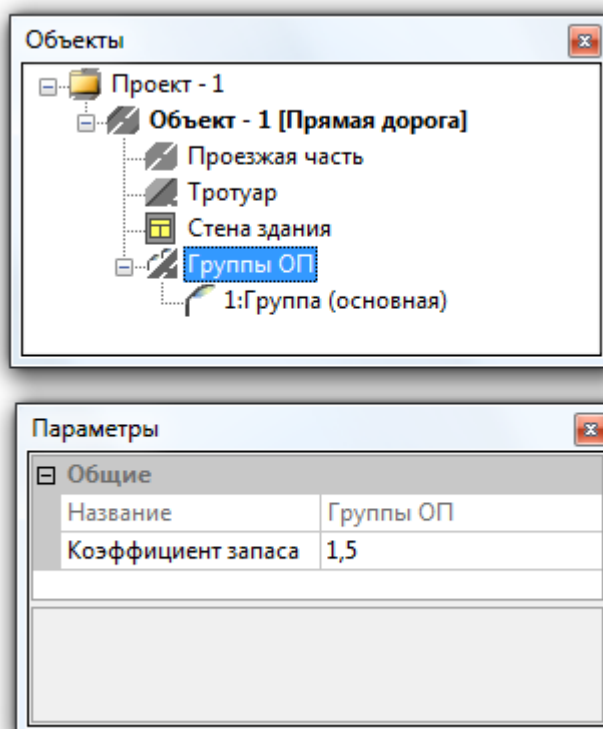 Объекты
Проект - 1
Объект - 1 [Прямая дорога]
Проезжая часть
Тротуар
Стена здания
Группы ОП
1:Группа (основная)
Параметры
Общие
Название Группы ОП
Коэффициент запаса 1,5